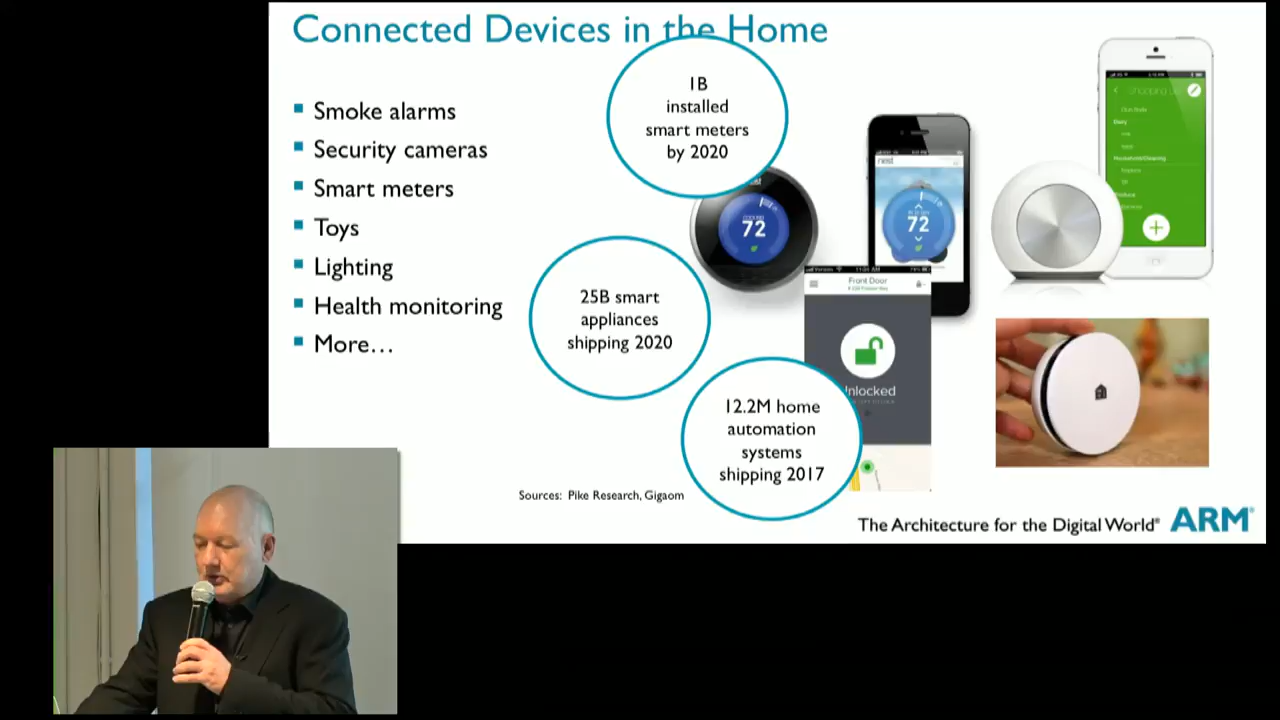 Connected Devices in the Home
Smoke alarms
Security cameras
Smart meters
Toys
Lighting
Health monitoring
More…
1B
installed
smart meters
by 2020
25B smart
appliances
shipping 2020
12.2M home
automation
systems
shipping 2017
nest
72
72
Front Door
Unlocked
Sources: Pike Research, Gigaom
The Architecture for the Digital World®
ARM®